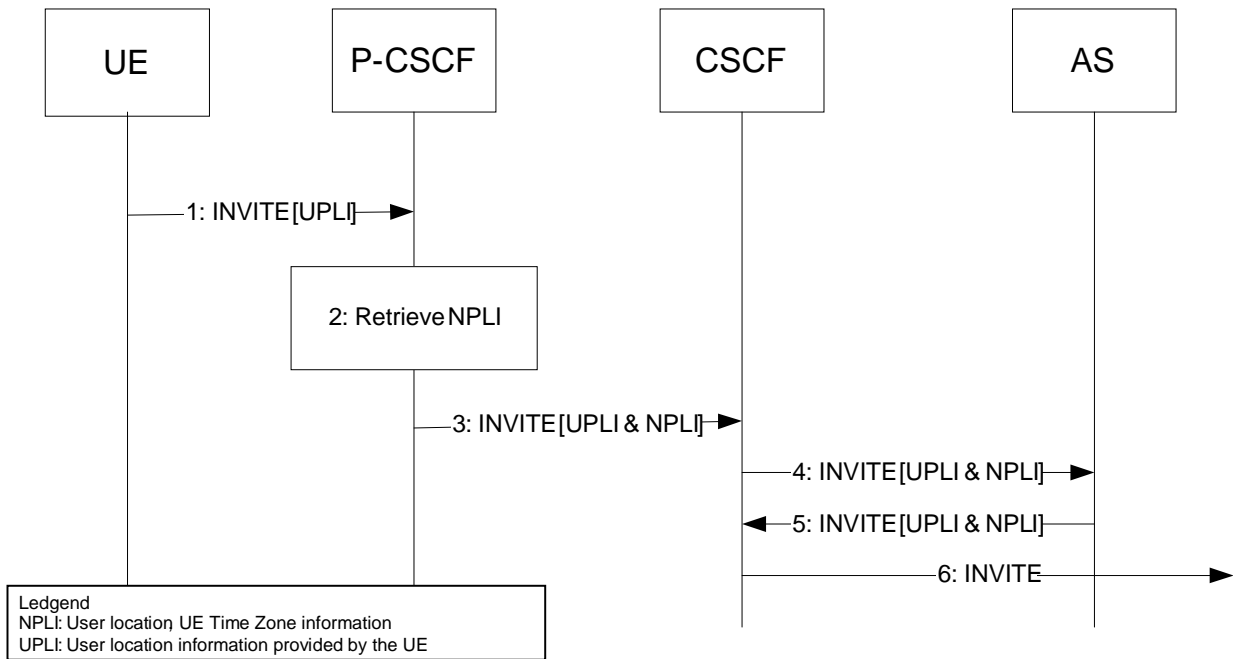 UE
P-CSCF
CSCF
AS
1: INVITE [UPLI]
2: Retrieve NPLI
3: INVITE [UPLI & NPLI]
4: INVITE [UPLI & NPLI]
5: INVITE [UPLI & NPLI]
6: INVITE
Ledgend
NPLI: User location, UE Time Zone information
UPLI: User location information provided by the UE